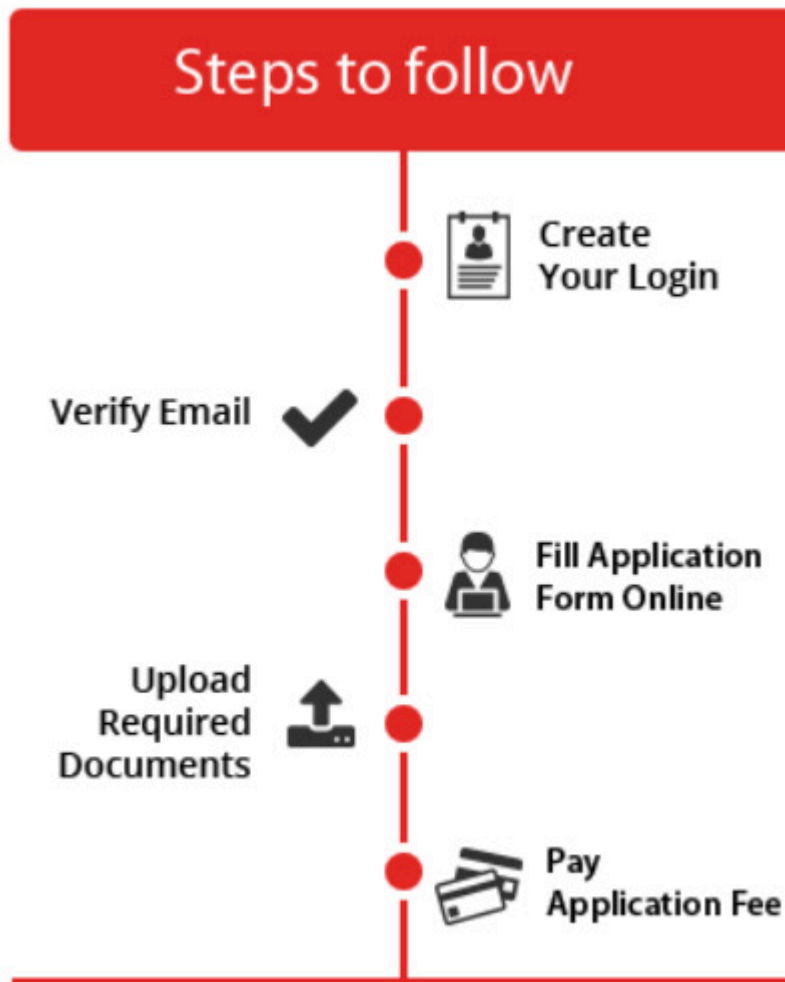 Steps to follow
Create
Your Login
Verify Email
Fill Application
Form Online
Upload
Required
Documents
Pay
Application Fee